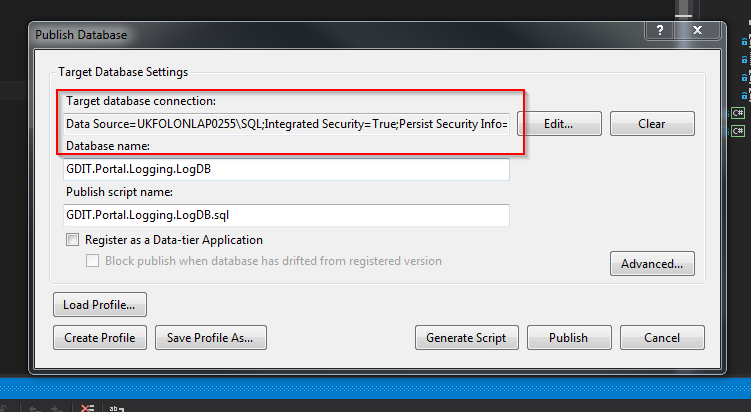 Publish Database
?
X
Target Database Settings
Target database connection:
Data Source=UKFOLONLAP0255\SQL;Integrated Security=True;Persist Security Info=
Edit...
Clear
Database name:
GDIT.Portal.Logging.LogDB
Publish script name:
GDIT.Portal.Logging.LogDB.sql
Register as a Data-tier Application
Block publish when database has drifted from registered version
Advanced...
Load Profile...
Create Profile
Save Profile As...
Generate Script
Publish
Cancel
C#
C#
ab